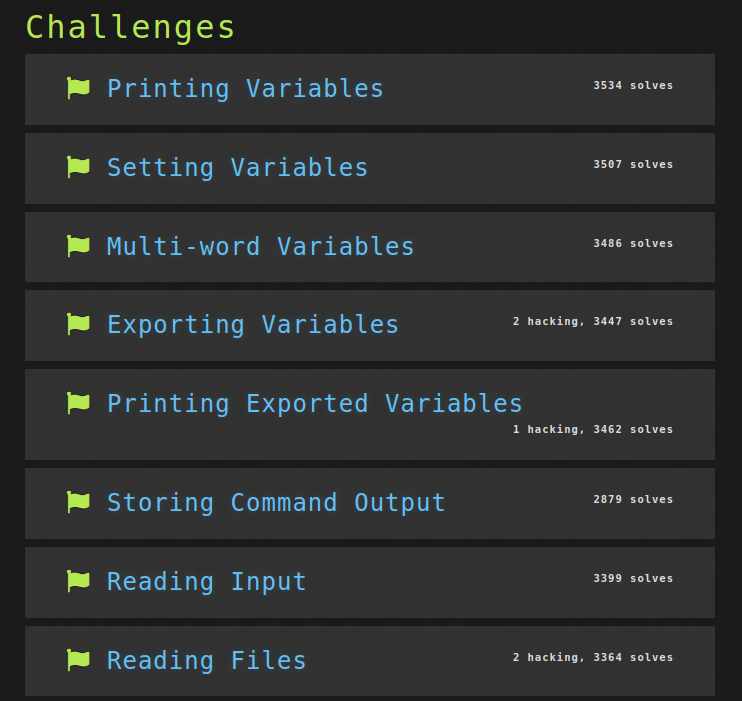 Challenges
Printing Variables 3534 solves
Setting Variables 3507 solves
Multi-word Variables 3486 solves
Exporting Variables 2 hacking, 3447 solves
Printing Exported Variables
1 hacking, 3462 solves
Storing Command Output 2879 solves
Reading Input 3399 solves
Reading Files 2 hacking, 3364 solves